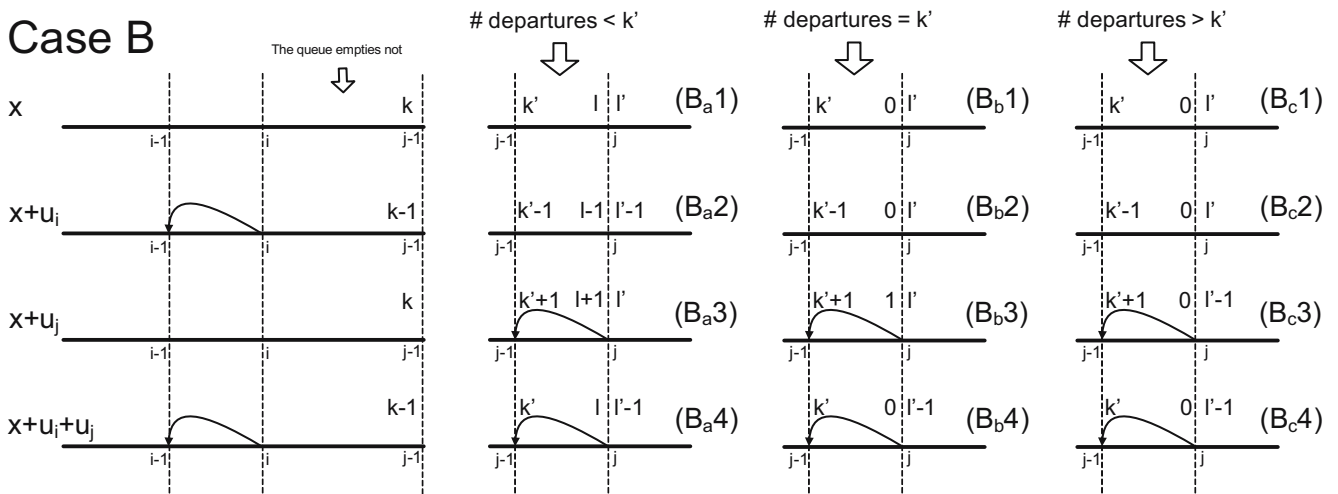 # departures < k’ # departures = k’ # departures > k’
Case B
The queue empties not
x k k’ l l’ (Ba1) k’ 0 l’ (Bb1) k’ 0 l’ (Bc1)
i-1 i j-1 j-1 j j-1 j j-1 j
x+ui k-1 k’-1 l-1 l’-1 (Ba2) k’-1 0 l’ (Bb2) k’-1 0 l’ (Bc2)
i-1 i j-1 j-1 j j-1 j j-1 j
x+uj k k’+1 l+1 l’ (Ba3) k’+1 1 l’ (Bb3) k’+1 0 l’-1 (Bc3)
i-1 i j-1 j-1 j j-1 j j-1 j
x+ui+uj k-1 k’ l l’-1 (Ba4) k’ 0 l’-1 (Bb4) k’ 0 l’-1 (Bc4)
i-1 i j-1 j-1 j j-1 j j-1 j